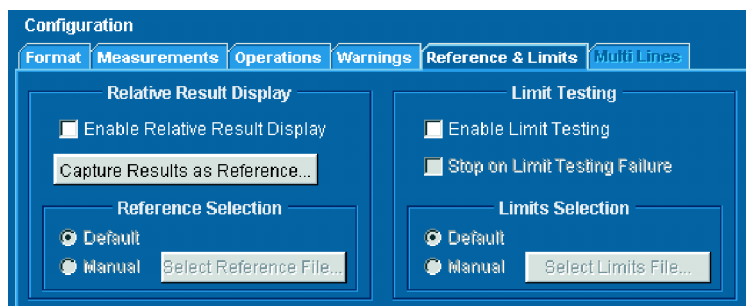 Configuration
Format Measurements Operations Warnings Reference & Limits Multi Lines
Relative Result Display
Enable Relative Result Display
Capture Results as Reference...
Reference Selection
Default
Manual Select Reference File...
Limit Testing
Enable Limit Testing
Stop on Limit Testing Failure
Limits Selection
Default
Manual Select Limits File...